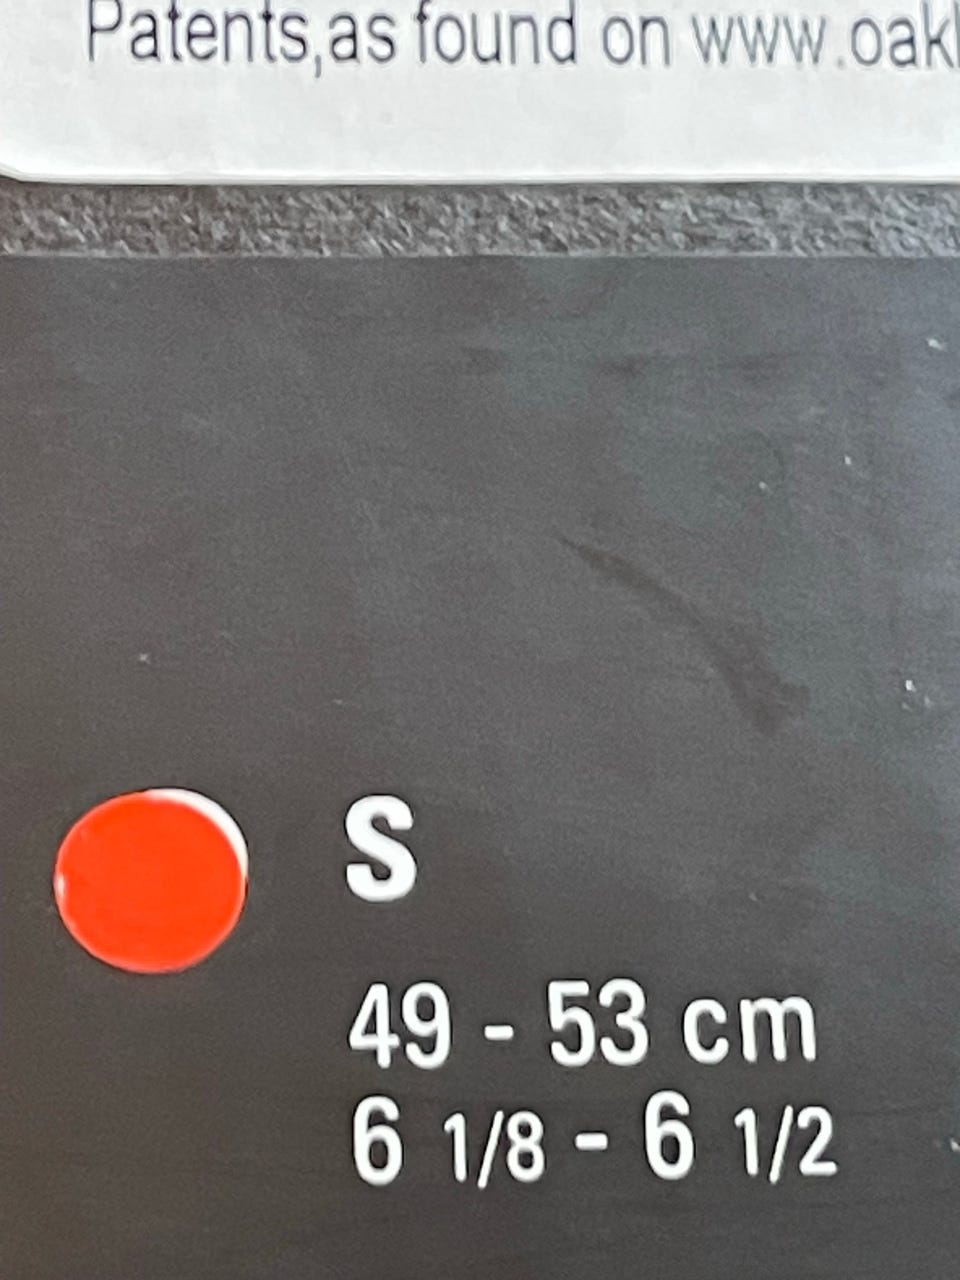 Patents,as found on www.oakl
S
49 - 53 cm
6 1/8 - 6 1/2